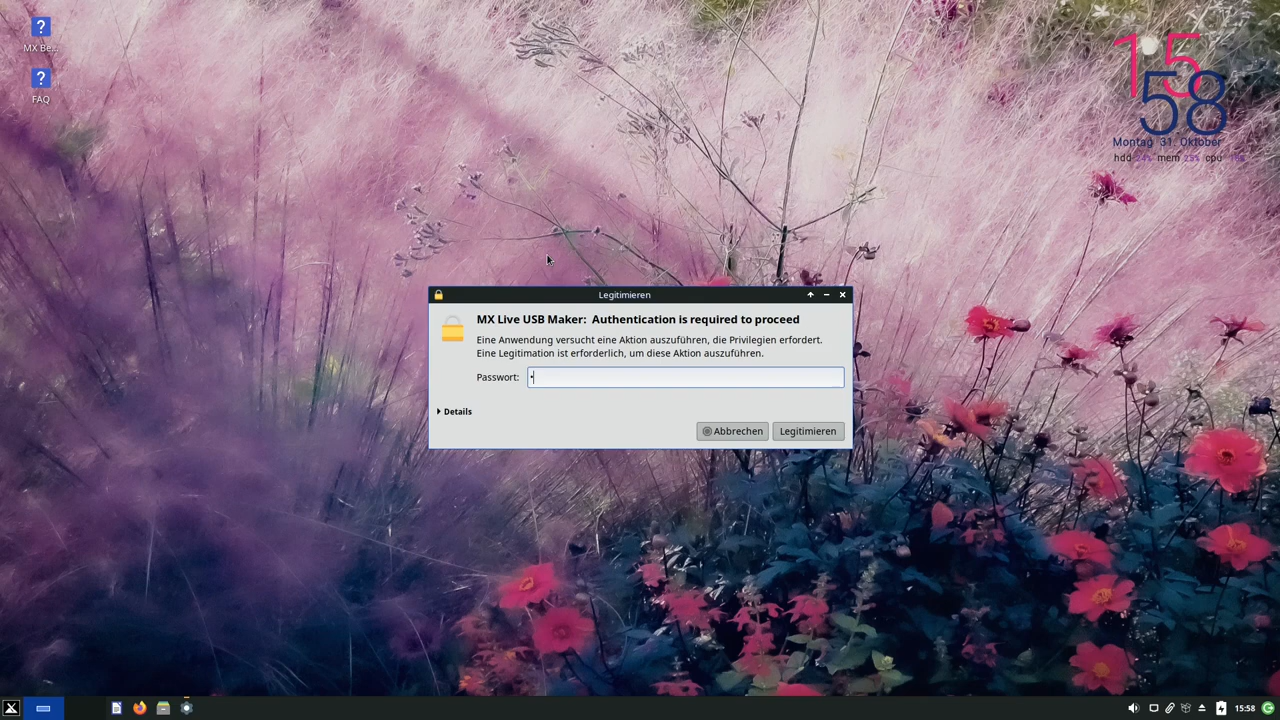 MX Be...
FAQ
15
58
Montag 31. Oktober
hdd 24% mem 25% cpu
Legitimieren
MX Live USB Maker: Authentication is required to proceed
Eine Anwendung versucht eine Aktion auszuführen, die Privilegien erfordert.
Eine Legitimation ist erforderlich, um diese Aktion auszuführen.
Passwort:
Details
Abbrechen
Legitimieren
15:58